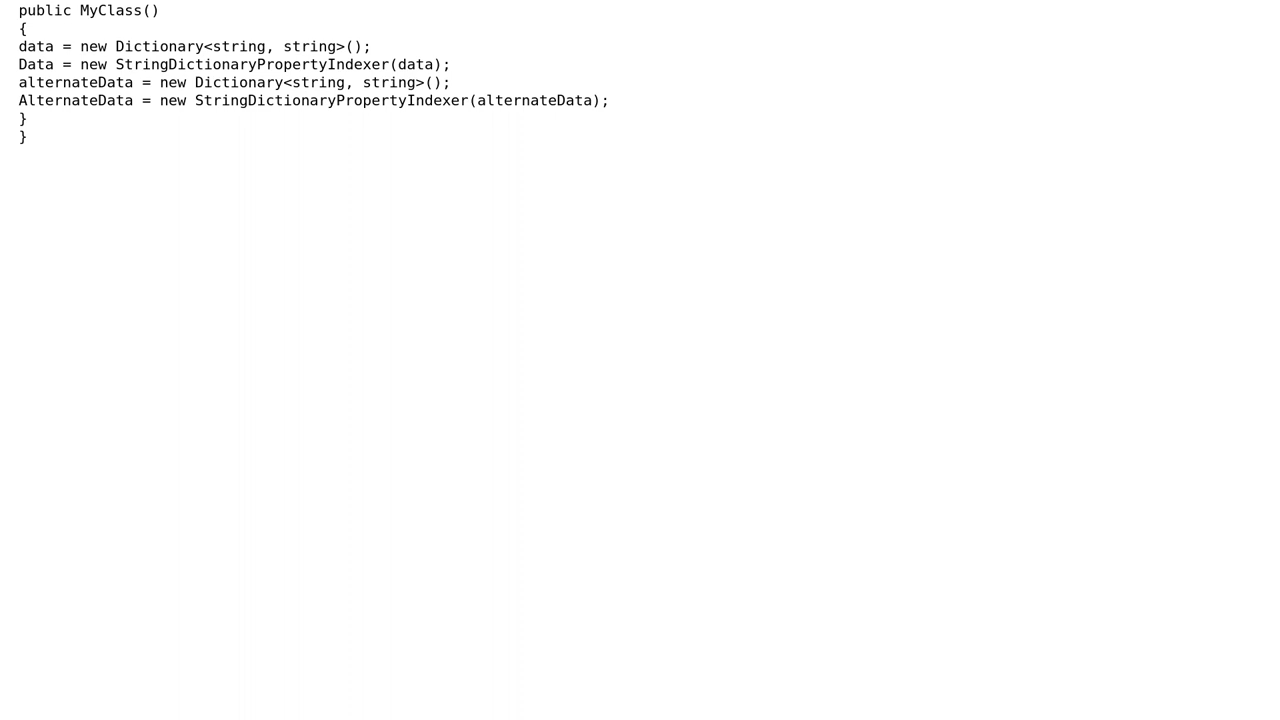 public MyClass()
{
data = new Dictionary<string, string>();
Data = new StringDictionaryPropertyIndexer(data);
alternateData = new Dictionary<string, string>();
AlternateData = new StringDictionaryPropertyIndexer(alternateData);
}
}